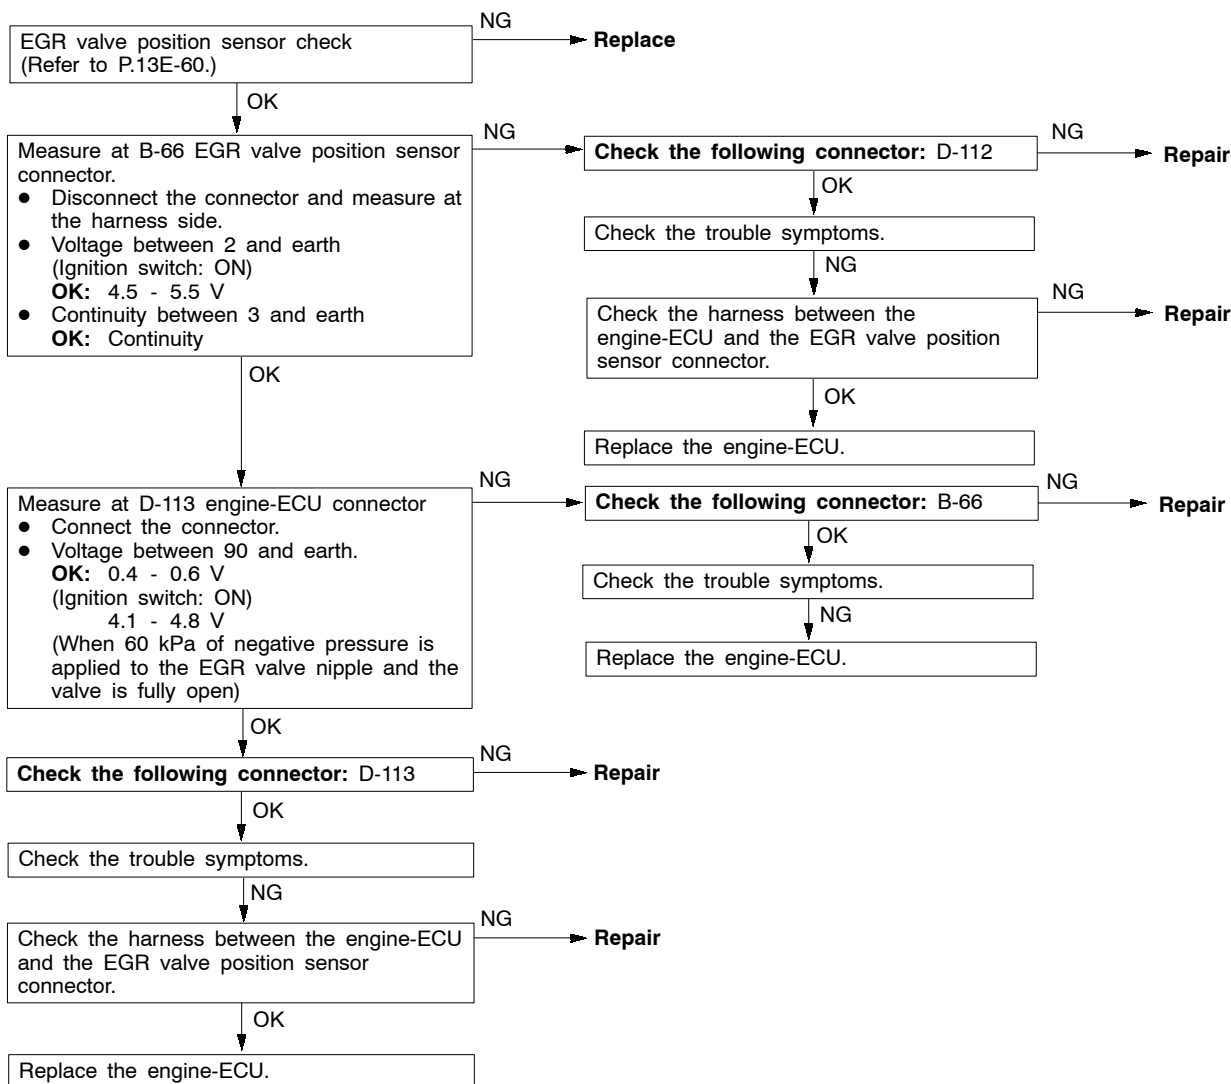 EGR valve position sensor check
(Refer to P.13E-60.)
NG
Replace
OK
Measure at B-66 EGR valve position sensor
connector.
● Disconnect the connector and measure at
the harness side.
● Voltage between 2 and earth
(Ignition switch: ON)
OK: 4.5 - 5.5 V
● Continuity between 3 and earth
OK: Continuity
NG
Check the following connector: D-112
NG
Repair
OK
Check the trouble symptoms.
NG
Check the harness between the
engine-ECU and the EGR valve position
sensor connector.
NG
Repair
OK
Replace the engine-ECU.
OK
Measure at D-113 engine-ECU connector
● Connect the connector.
● Voltage between 90 and earth.
OK: 0.4 - 0.6 V
(Ignition switch: ON)
4.1 - 4.8 V
(When 60 kPa of negative pressure is
applied to the EGR valve nipple and the
valve is fully open)
NG
Check the following connector: B-66
NG
Repair
OK
Check the trouble symptoms.
NG
Replace the engine-ECU.
OK
Check the following connector: D-113
NG
Repair
OK
Check the trouble symptoms.
NG
Check the harness between the engine-ECU
and the EGR valve position sensor
connector.
NG
Repair
OK
Replace the engine-ECU.